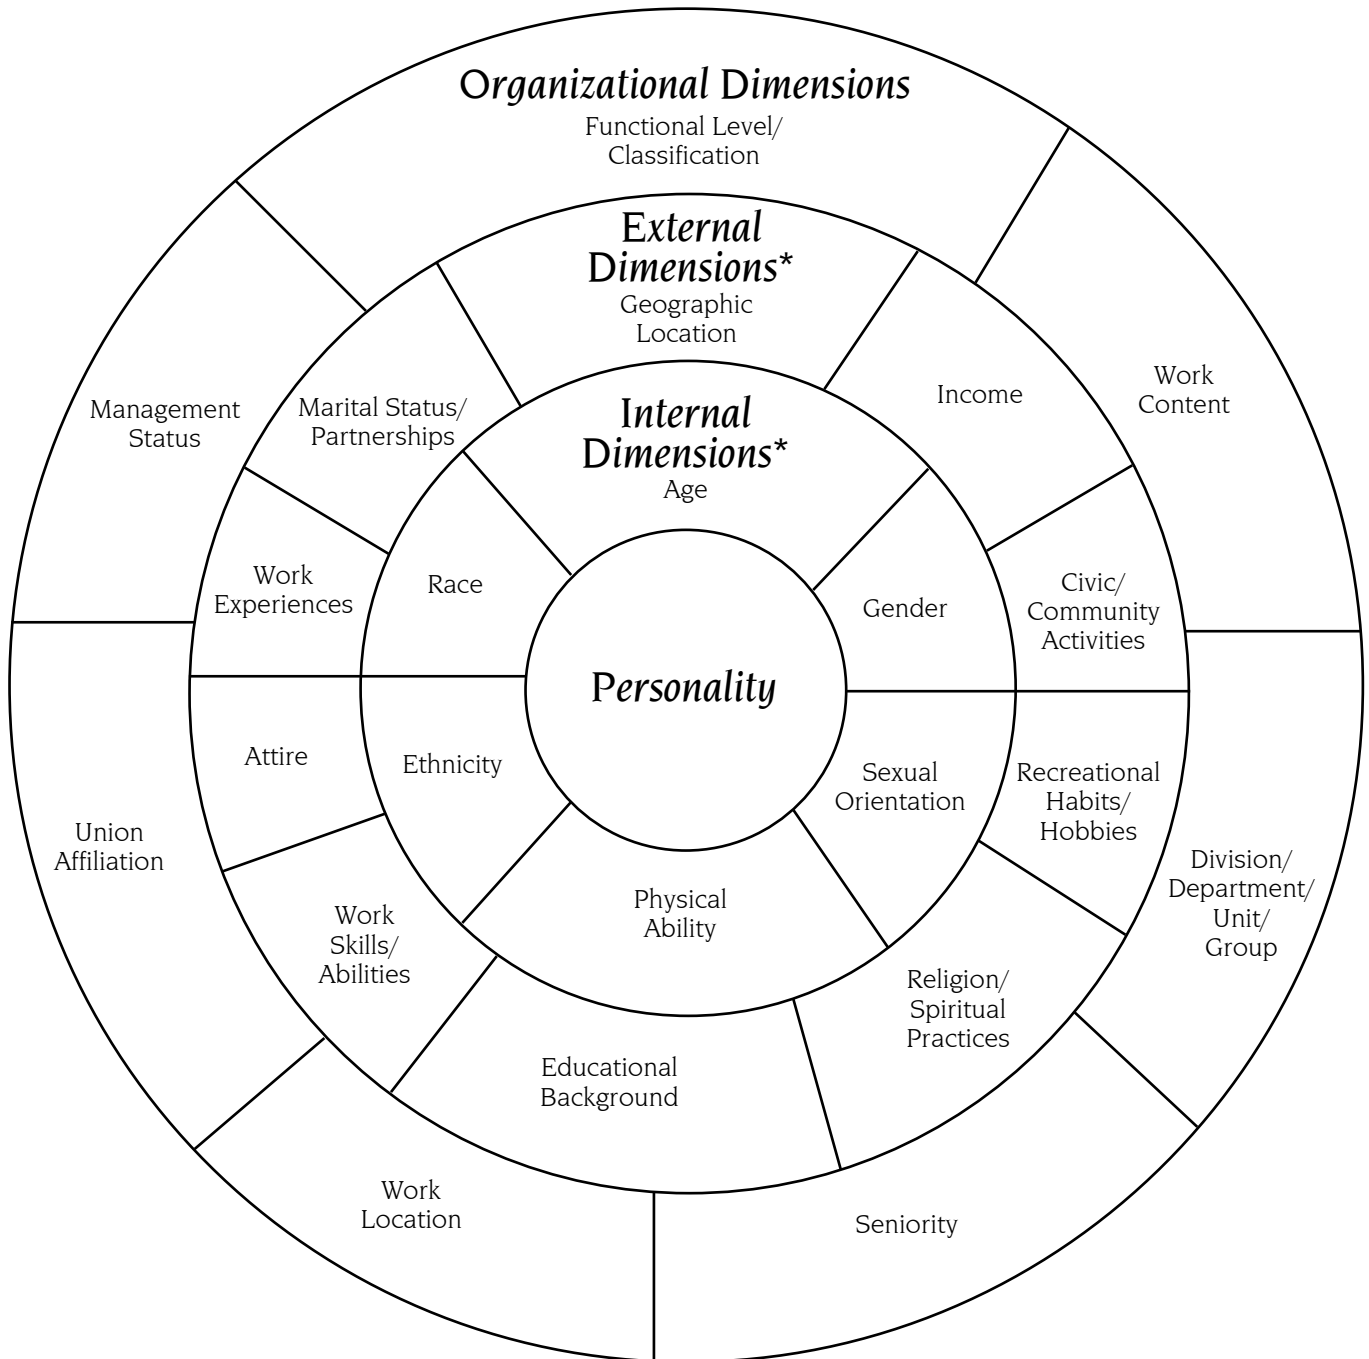 Organizational Dimensions
Functional Level/
Classification
External
Dimensions*
Geographic
Location
Internal
Dimensions*
Age
Personality
Management
Status
Marital Status/
Partnerships
Income
Work
Content
Work
Experiences
Race
Gender
Civic/
Community
Activities
Attire
Ethnicity
Sexual
Orientation
Recreational
Habits/
Hobbies
Union
Affiliation
Division/
Department/
Unit/
Group
Work
Skills/
Abilities
Physical
Ability
Religion/
Spiritual
Practices
Educational
Background
Work
Location
Seniority